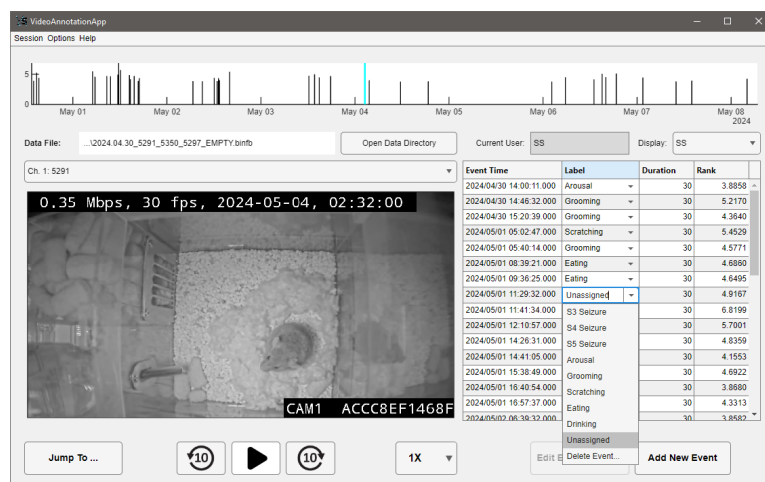 VideoAnnotationApp
Session Options Help
5
0
May 01 May 02 May 03 May 04 May 05 May 06 May 07 May 08
2024
Data File: ...\2024.04.30_5291_5350_5297_EMPTY.binfb Open Data Directory Current User: SS Display: SS
Ch. 1: 5291
Event Time Label Duration Rank
2024/04/30 14:00:11.000 Arousal 30 3.8858
2024/04/30 14:46:32.000 Grooming 30 5.2170
2024/04/30 15:20:39.000 Grooming 30 4.3640
2024/05/01 05:02:47.000 Scratching 30 5.4529
2024/05/01 05:40:14.000 Grooming 30 4.5771
2024/05/01 08:39:21.000 Eating 30 4.6860
2024/05/01 09:36:25.000 Eating 30 4.6495
2024/05/01 11:29:32.000 Unassigned 30 4.9167
2024/05/01 11:41:34.000 30 6.8199
2024/05/01 12:10:57.000 30 5.7001
2024/05/01 14:26:31.000 30 4.8359
2024/05/01 14:41:05.000 30 4.1553
2024/05/01 15:38:49.000 30 4.6922
2024/05/01 16:40:54.000 30 3.8680
2024/05/01 16:57:37.000 30 4.3313
2024/05/02 06:39:32.000 30 3.8582
S3 Seizure
S4 Seizure
S5 Seizure
Arousal
Grooming
Scratching
Eating
Drinking
Unassigned
Delete Event...
0.35 Mbps, 30 fps, 2024-05-04, 02:32:00
CAM1 ACCC8EF1468F
Jump To ... 10 10 1X Edit Add New Event